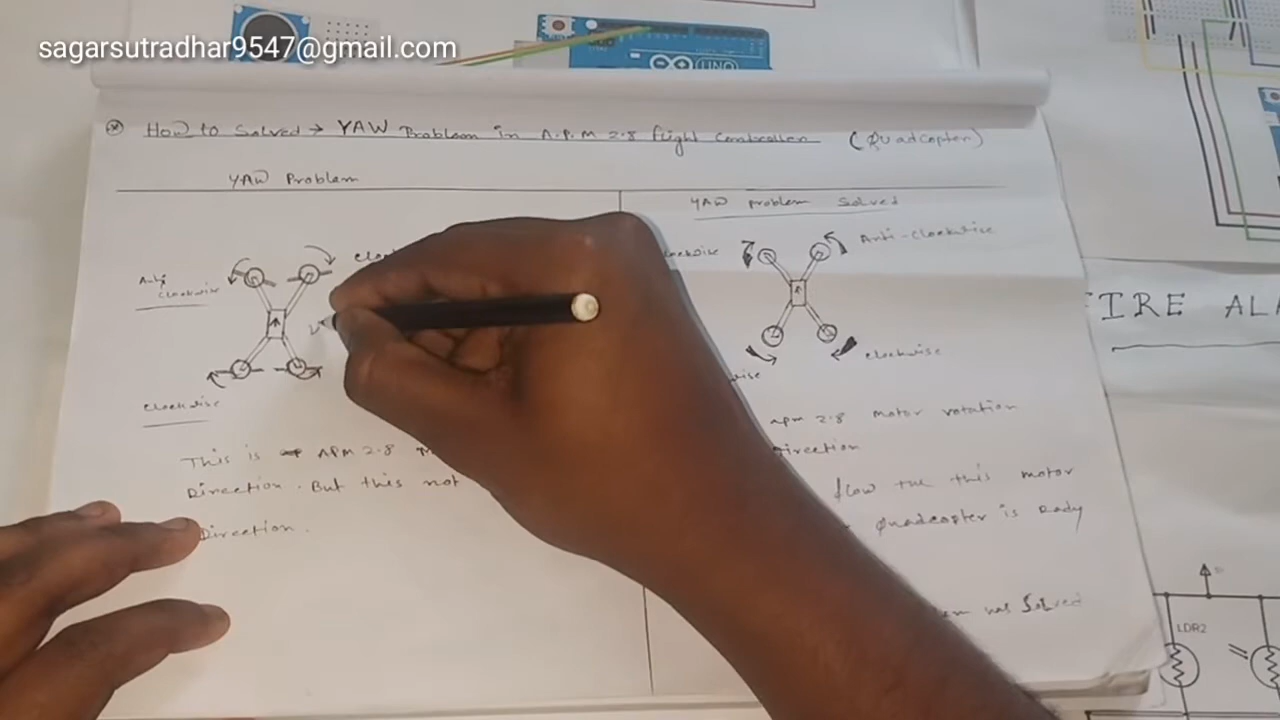 sagarsutradhar9547@gmail.com
UNO
How to Solved → YAW Problem in A.P.M 2.8 flight Controller (Quadcopter)
YAW Problem
YAW problem Solved
Anti-Clockwise
Anti
clockwise
clockwise
clockwise
This is APM 2.8
Direction. But this not
Direction.
apm 2.8 motor rotation
Direction
flow the this motor
Quadcopter is Rady
Solved
FIRE AL
LDR2